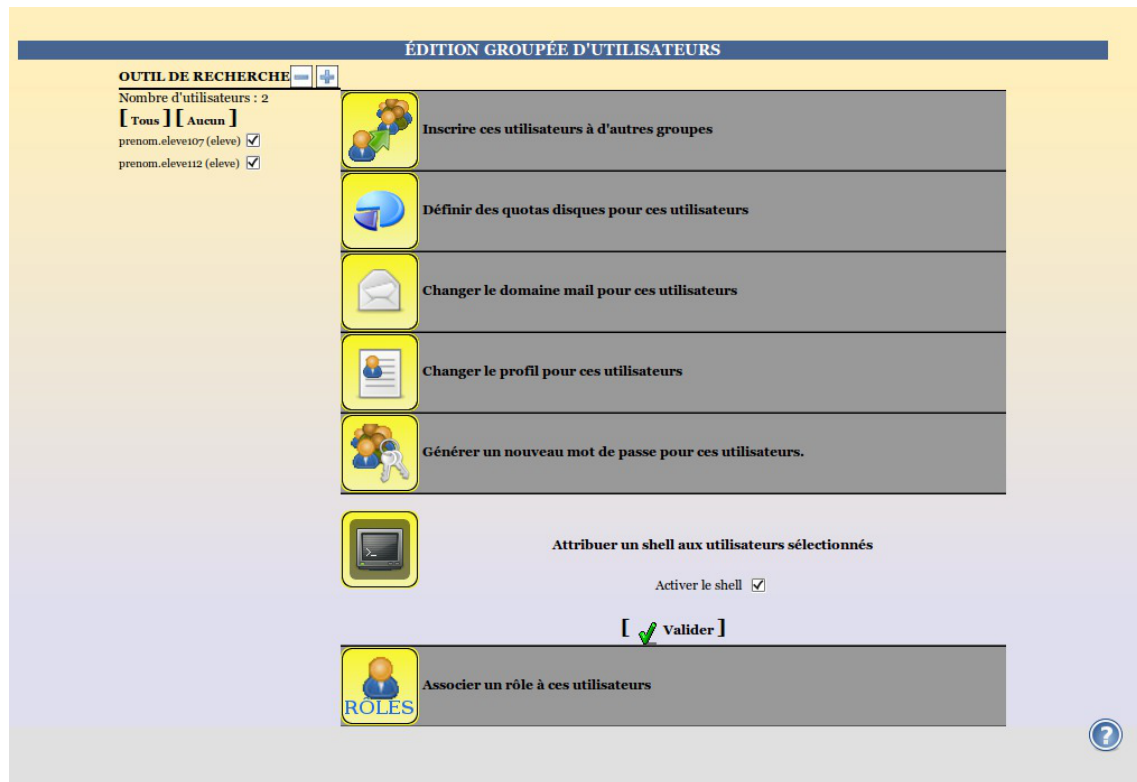 ÉDITION GROUPÉE D'UTILISATEURS
OUTIL DE RECHERCHE
Nombre d'utilisateurs : 2
[ Tous ] [ Aucun ]
prenom.eleve107 (eleve)
prenom.eleve112 (eleve)
Inscrire ces utilisateurs à d'autres groupes
Définir des quotas disques pour ces utilisateurs
Changer le domaine mail pour ces utilisateurs
Changer le profil pour ces utilisateurs
Générer un nouveau mot de passe pour ces utilisateurs.
Attribuer un shell aux utilisateurs sélectionnés
Activer le shell
[ Valider ]
RÔLES
Associer un rôle à ces utilisateurs
?